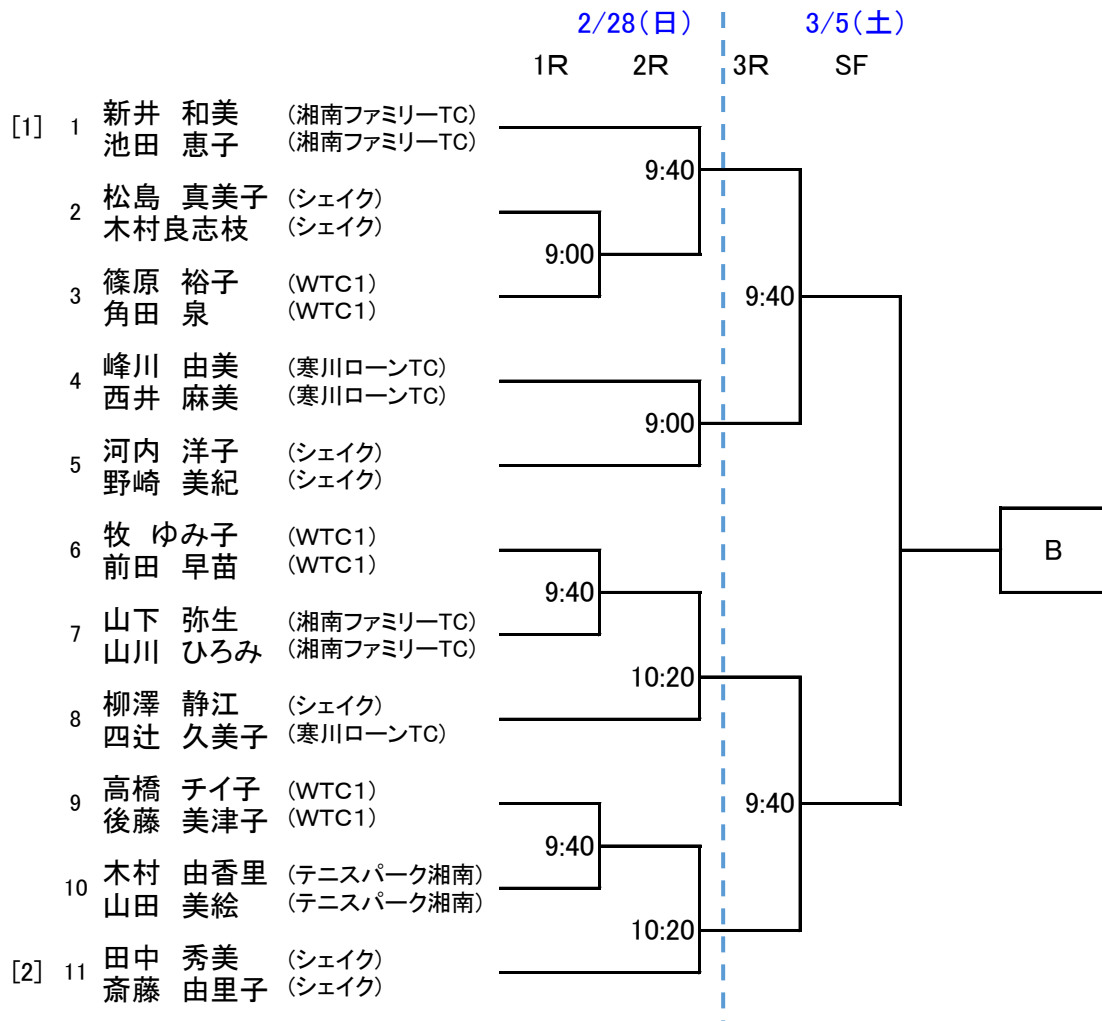 2/28(日) 3/5(土)
1R 2R 3R SF
[1] 1 新井 和美 (湘南ファミリーTC)
池田 恵子 (湘南ファミリーTC)
9:40
2 松島 真美子 (シェイク)
木村良志枝 (シェイク)
9:00
3 篠原 裕子 (WTC1)
角田 泉 (WTC1)
9:40
4 峰川 由美 (寒川ローンTC)
西井 麻美 (寒川ローンTC)
9:00
5 河内 洋子 (シェイク)
野崎 美紀 (シェイク)
6 牧 ゆみ子 (WTC1)
前田 早苗 (WTC1)
B
9:40
7 山下 弥生 (湘南ファミリーTC)
山川 ひろみ (湘南ファミリーTC)
10:20
8 柳澤 静江 (シェイク)
四辻 久美子 (寒川ローンTC)
9 高橋 チイ子 (WTC1)
後藤 美津子 (WTC1)
9:40
9:40
10 木村 由香里 (テニスパーク湘南)
山田 美絵 (テニスパーク湘南)
10:20
[2] 11 田中 秀美 (シェイク)
斎藤 由里子 (シェイク)